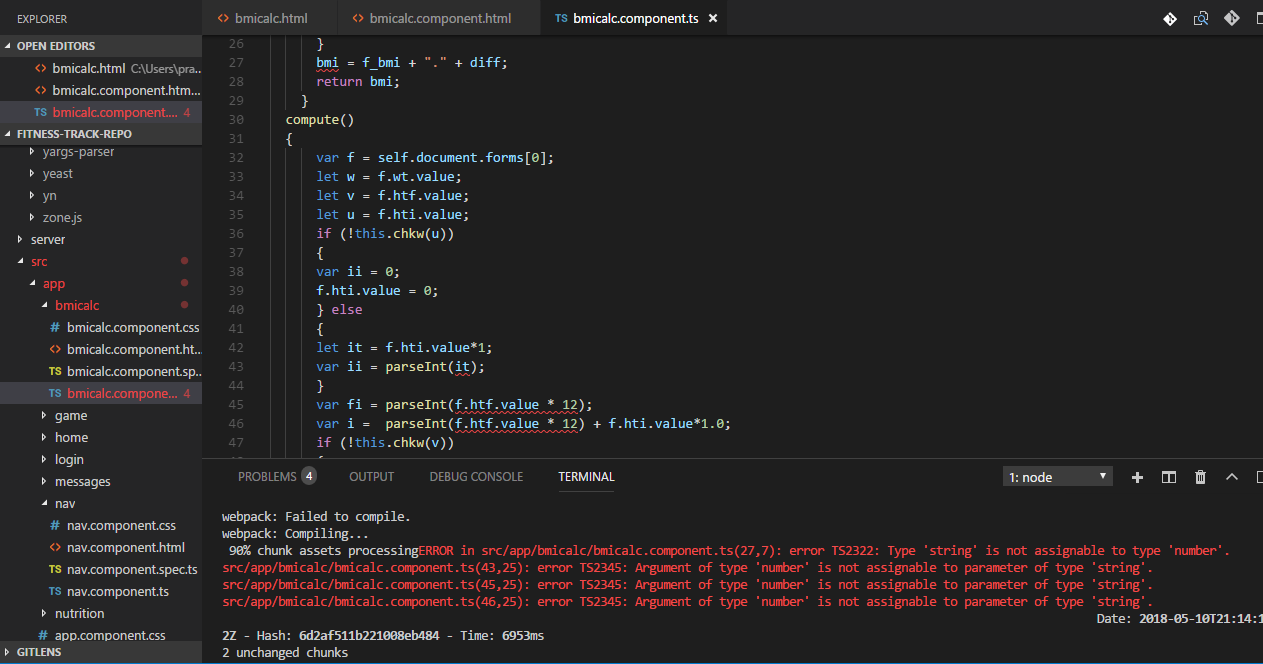 EXPLORER
OPEN EDITORS
bmicalc.html C:\Users\pra...
bmicalc.component.htm...
TS bmicalc.component.... 4
FITNESS-TRACK-REPO
yargs-parser
yeast
yn
zone.js
server
src
app
bmicalc
# bmicalc.component.css
<> bmicalc.component.ht...
TS bmicalc.component.sp...
TS bmicalc.compone... 4
game
home
login
messages
nav
# nav.component.css
<> nav.component.html
TS nav.component.spec.ts
TS nav.component.ts
nutrition
# app.component.css
GITLENS
<> bmicalc.html
<> bmicalc.component.html
TS bmicalc.component.ts ×
26 }
27 bmi = f_bmi + "." + diff;
28 return bmi;
29 }
30 compute()
31 {
32 var f = self.document.forms[0];
33 let w = f.wt.value;
34 let v = f.htf.value;
35 let u = f.hti.value;
36 if (!this.chkw(u))
37 {
38 var ii = 0;
39 f.hti.value = 0;
40 } else
41 {
42 let it = f.hti.value*1;
43 var ii = parseInt(it);
44 }
45 var fi = parseInt(f.htf.value * 12);
46 var i =  parseInt(f.htf.value * 12) + f.hti.value*1.0;
47 if (!this.chkw(v))
PROBLEMS 4 OUTPUT DEBUG CONSOLE TERMINAL 1: node
webpack: Failed to compile.
webpack: Compiling...
90% chunk assets processingERROR in src/app/bmicalc/bmicalc.component.ts(27,7): error TS2322: Type 'string' is not assignable to type 'number'.
src/app/bmicalc/bmicalc.component.ts(43,25): error TS2345: Argument of type 'number' is not assignable to parameter of type 'string'.
src/app/bmicalc/bmicalc.component.ts(45,25): error TS2345: Argument of type 'number' is not assignable to parameter of type 'string'.
src/app/bmicalc/bmicalc.component.ts(46,25): error TS2345: Argument of type 'number' is not assignable to parameter of type 'string'.
Date: 2018-05-10T21:14:1
2Z - Hash: 6d2af511b221008eb484 - Time: 6953ms
2 unchanged chunks